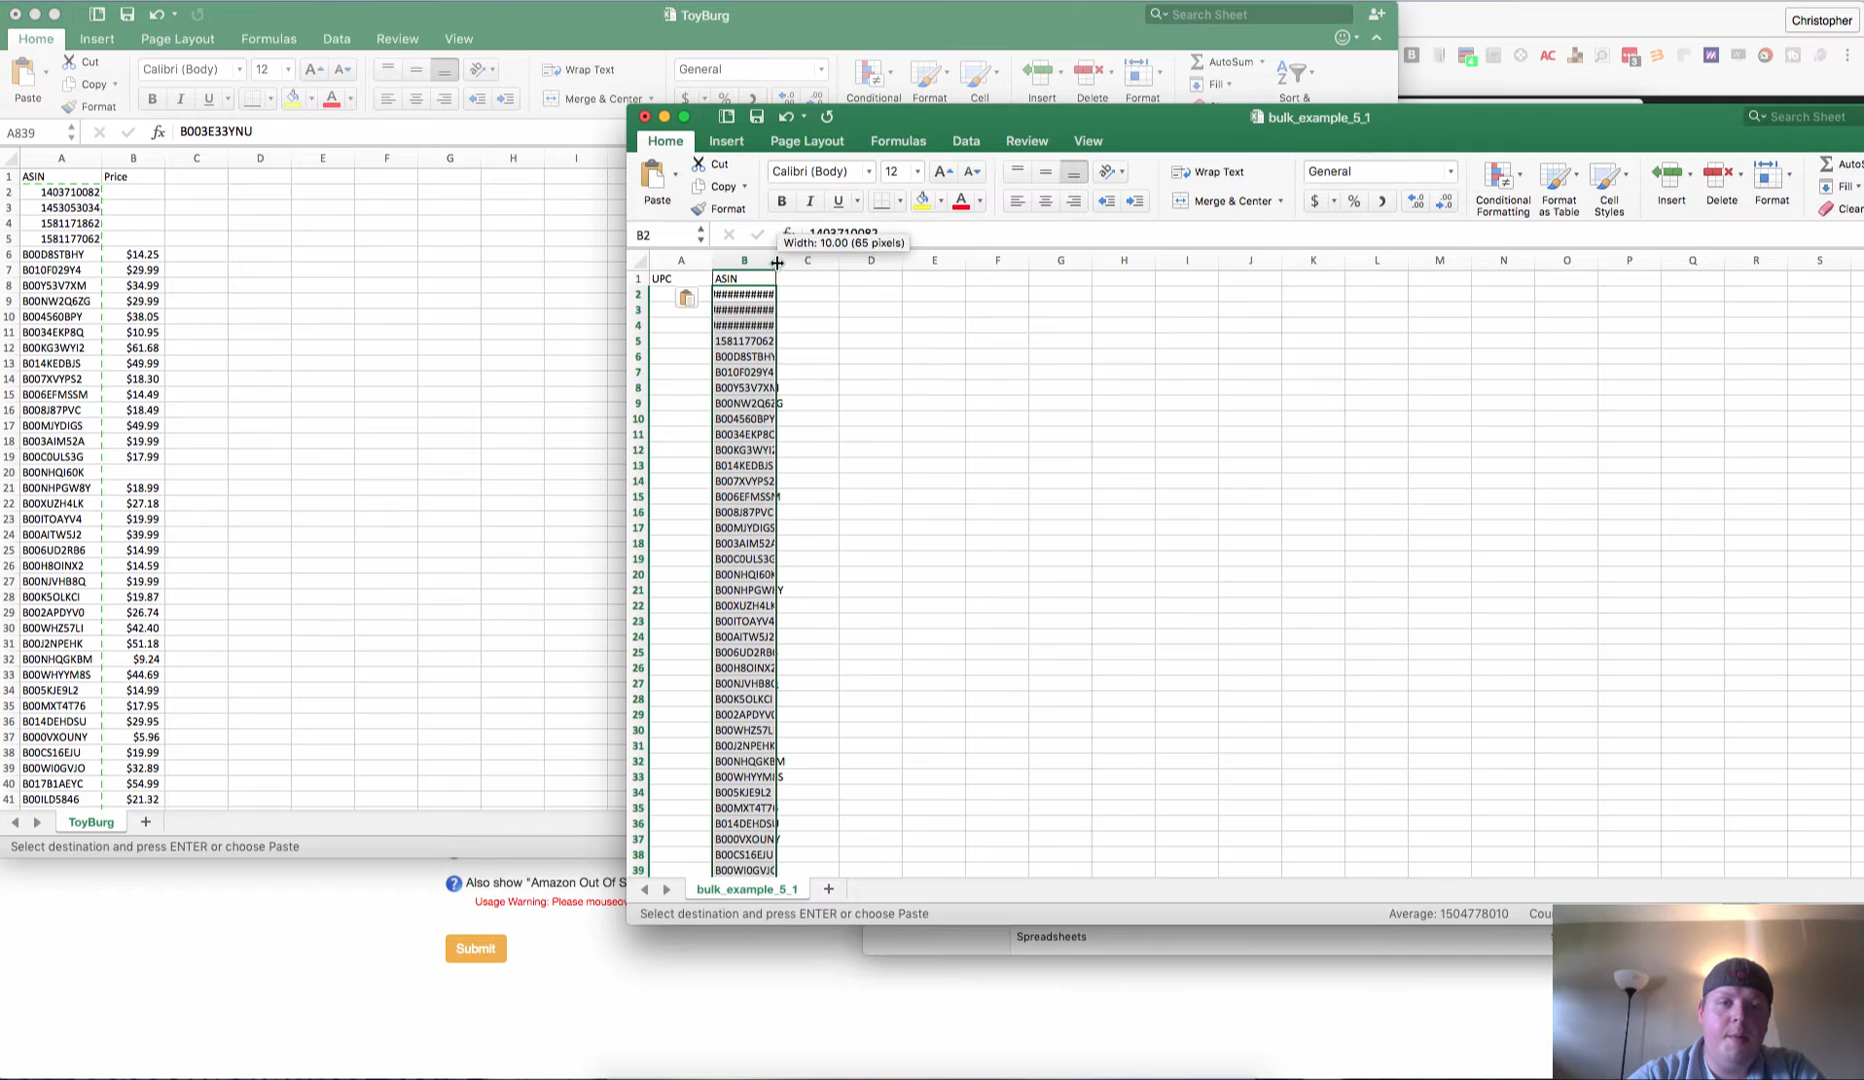 ToyBurg
Search Sheet
Christopher
Home Insert Page Layout Formulas Data Review View
Cut
Calibri (Body) 12
Wrap Text
General
AutoSum
Copy
Fill
Paste
Format
B I U
Merge & Center
$ %
Conditional Format Cell Insert Delete Format Sort &
A839
fx B003E33YNU
A B C D E F G H I
1 ASIN Price
2 1403710082
3 1453053034
4 1581171862
5 1581177062
6 B00D8STBHY $14.25
7 B010F029Y4 $29.99
8 B00Y53V7XM $34.99
9 B00NW2Q6ZG $29.99
10 B004560BPY $38.05
11 B0034EKP8Q $10.95
12 B00KG3WYI2 $61.68
13 B014KEDBJS $49.99
14 B007XVYPS2 $18.30
15 B006EFMSSM $14.49
16 B008J87PVC $18.49
17 B00MJYDIGS $49.99
18 B003AIM52A $19.99
19 B00C0ULS3G $17.99
20 B00NHQI60K
21 B00NHPGW8Y $18.99
22 B00XUZH4LK $27.18
23 B00ITOAYV4 $19.99
24 B00AITW5J2 $39.99
25 B006UD2RB6 $14.99
26 B00H8OINX2 $14.59
27 B00NJVHB8Q $19.99
28 B00K5OLKCI $19.87
29 B002APDYV0 $26.74
30 B00WHZ57LI $42.40
31 B00J2NPEHK $51.18
32 B00NHQGKBM $9.24
33 B00WHYYM8S $44.69
34 B005KJE9L2 $14.99
35 B00MXT4T76 $17.95
36 B014DEHDSU $29.95
37 B000VXOUNY $5.96
38 B00CS16EJU $19.99
39 B00WI0GVJO $32.89
40 B017B1AEYC $54.99
41 B00ILD5846 $21.32
ToyBurg
Select destination and press ENTER or choose Paste
Also show "Amazon Out Of S
Usage Warning: Please mouseov
Submit
bulk_example_5_1
Search Sheet
Home Insert Page Layout Formulas Data Review View
Cut
Calibri (Body) 12
Wrap Text
General
AutoS
Copy
Fill
Paste
Format
B I U
Merge & Center
$ %
Conditional Formatting
Format as Table
Cell Styles
Insert Delete Format
Clear
B2
1403710082
Width: 10.00 (65 pixels)
A B C D E F G H I J K L M N O P Q R S
1 UPC ASIN
2 ##########
3 ##########
4 ##########
5 1581177062
6 B00D8STBHY
7 B010F029Y4
8 B00Y53V7XM
9 B00NW2Q6ZG
10 B004560BPY
11 B0034EKP8Q
12 B00KG3WYI2
13 B014KEDBJS
14 B007XVYPS2
15 B006EFMSSM
16 B008J87PVC
17 B00MJYDIGS
18 B003AIM52A
19 B00C0ULS3G
20 B00NHQI60K
21 B00NHPGW8Y
22 B00XUZH4LK
23 B00ITOAYV4
24 B00AITW5J2
25 B006UD2RB6
26 B00H8OINX2
27 B00NJVHB8Q
28 B00K5OLKCI
29 B002APDYV0
30 B00WHZ57LI
31 B00J2NPEHK
32 B00NHQGKBM
33 B00WHYYM8S
34 B005KJE9L2
35 B00MXT4T76
36 B014DEHDSU
37 B000VXOUNY
38 B00CS16EJU
39 B00WI0GVJO
bulk_example_5_1
Select destination and press ENTER or choose Paste
Average: 1504778010 Cou
Spreadsheets